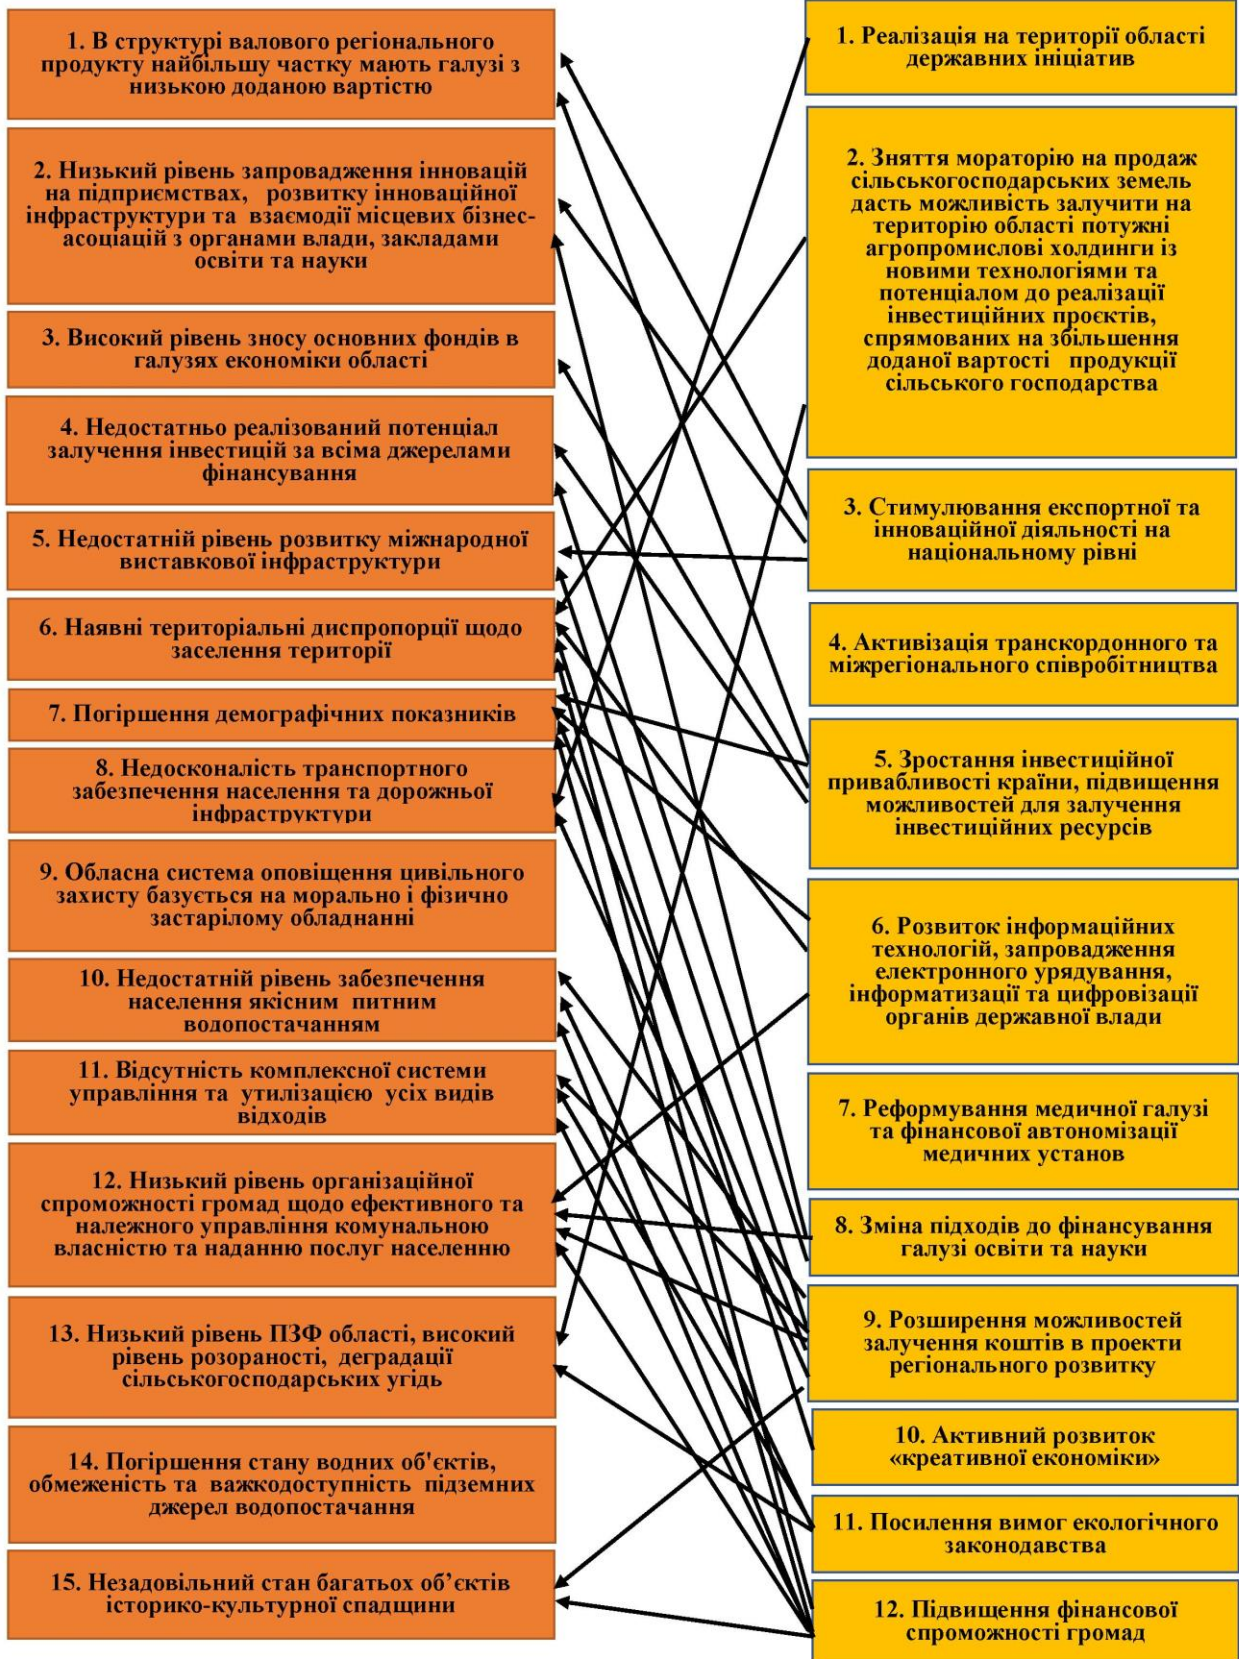 1. В структурі валового регіонального
продукту найбільшу частку мають галузі з
низькою доданою вартістю
2. Низький рівень запровадження інновацій
на підприємствах, розвитку інноваційної
інфраструктури та взаємодії місцевих бізнес-
асоціацій з органами влади, закладами
освіти та науки
3. Високий рівень зносу основних фондів в
галузях економіки області
4. Недостатньо реалізований потенціал
залучення інвестицій за всіма джерелами
фінансування
5. Недостатній рівень розвитку міжнародної
виставкової інфраструктури
6. Наявні територіальні диспропорції щодо
заселення території
7. Погіршення демографічних показників
8. Недосконалість транспортного
забезпечення населення та дорожньої
інфраструктури
9. Обласна система оповіщення цивільного
захисту базується на морально і фізично
застарілому обладнанні
10. Недостатній рівень забезпечення
населення якісним питним
водопостачанням
11. Відсутність комплексної системи
управління та утилізацією усіх видів
відходів
12. Низький рівень організаційної
спроможності громад щодо ефективного та
належного управління комунальною
власністю та наданню послуг населенню
13. Низький рівень ПЗФ області, високий
рівень розораності, деградації
сільськогосподарських угідь
14. Погіршення стану водних об'єктів,
обмеженість та важкодоступність підземних
джерел водопостачання
15. Незадовільний стан багатьох об’єктів
історико-культурної спадщини
1. Реалізація на території області
державних ініціатив
2. Зняття мораторію на продаж
сільськогосподарських земель
дасть можливість залучити на
територію області потужні
агропромислові холдинги із
новими технологіями та
потенціалом до реалізації
інвестиційних проєктів,
спрямованих на збільшення
доданої вартості продукції
сільського господарства
3. Стимулювання експортної та
інноваційної діяльності на
національному рівні
4. Активізація транскордонного та
міжрегіонального співробітництва
5. Зростання інвестиційної
привабливості країни, підвищення
можливостей для залучення
інвестиційних ресурсів
6. Розвиток інформаційних
технологій, запровадження
електронного урядування,
інформатизації та цифровізації
органів державної влади
7. Реформування медичної галузі
та фінансової автономізації
медичних установ
8. Зміна підходів до фінансування
галузі освіти та науки
9. Розширення можливостей
залучення коштів в проекти
регіонального розвитку
10. Активний розвиток
«креативної економіки»
11. Посилення вимог екологічного
законодавства
12. Підвищення фінансової
спроможності громад